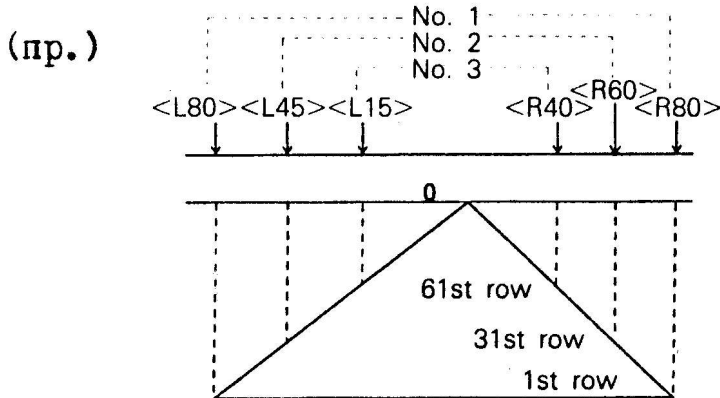 No. 1
(пр.)
No. 2
No. 3
<R60>
<L80> <L45> <L15> <R40> <R80>
0
61st row
31st row
1st row